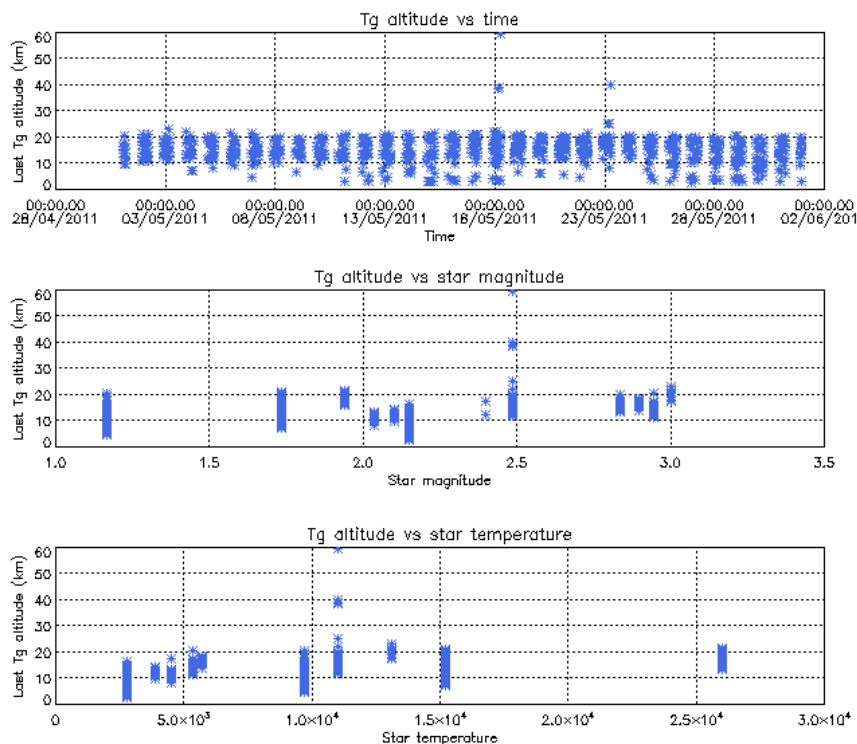 Tg altitude vs time
Last Tg altitude (km)
60
50
40
30
20
10
0
00:00.00 00:00.00 00:00.00 00:00.00 00:00.00 00:00.00 00:00.00 00:00.00
28/04/2011 03/05/2011 08/05/2011 13/05/2011 18/05/2011 23/05/2011 28/05/2011 02/06/201
Time
Tg altitude vs star magnitude
Last Tg altitude (km)
60
50
40
30
20
10
0
1.0 1.5 2.0 2.5 3.0 3.5
Star magnitude
Tg altitude vs star temperature
Last Tg altitude (km)
60
50
40
30
20
10
0
0 5.0×10³ 1.0×10⁴ 1.5×10⁴ 2.0×10⁴ 2.5×10⁴ 3.0×10⁴
Star temperature